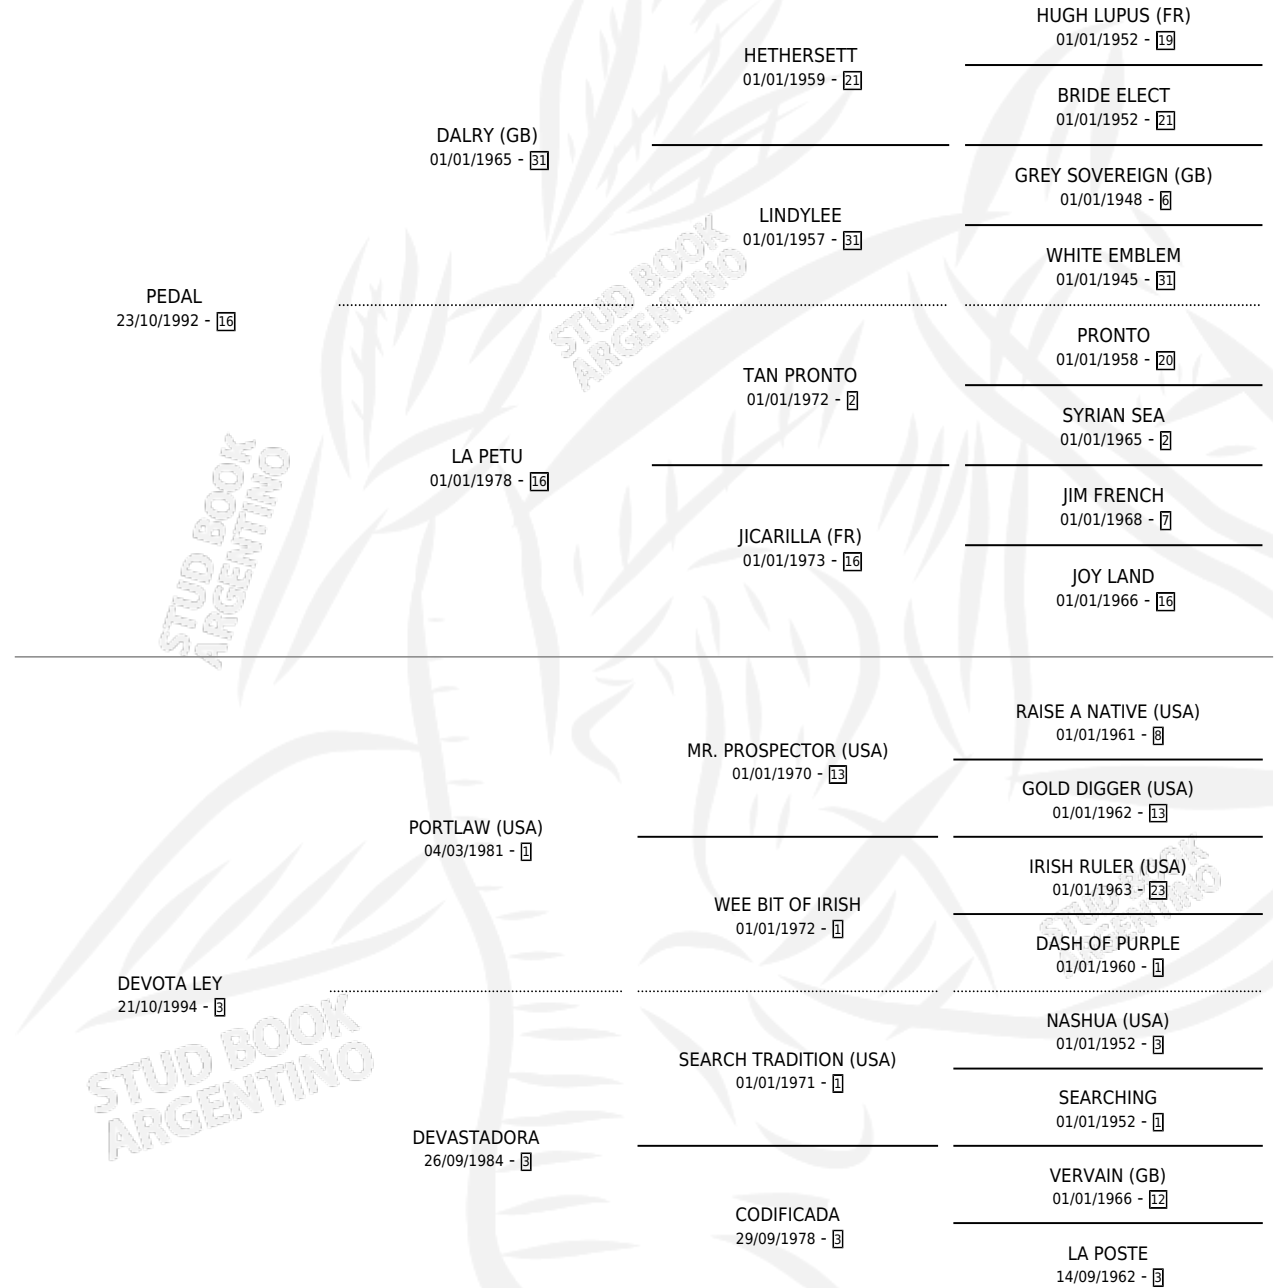 HUGH LUPUS (FR)
01/01/1952 - 19
HETHERSETT
01/01/1959 - 21
BRIDE ELECT
01/01/1952 - 21
DALRY (GB)
01/01/1965 - 31
GREY SOVEREIGN (GB)
01/01/1948 - 6
LINDYLEE
01/01/1957 - 31
WHITE EMBLEM
01/01/1945 - 31
PEDAL
23/10/1992 - 16
PRONTO
01/01/1958 - 20
TAN PRONTO
01/01/1972 - 2
SYRIAN SEA
01/01/1965 - 2
LA PETU
01/01/1978 - 16
JIM FRENCH
01/01/1968 - 7
JICARILLA (FR)
01/01/1973 - 16
JOY LAND
01/01/1966 - 16
STUD BOOK
ARGENTINO
STUD BOOK
ARGENTINO
RAISE A NATIVE (USA)
01/01/1961 - 8
MR. PROSPECTOR (USA)
01/01/1970 - 13
GOLD DIGGER (USA)
01/01/1962 - 13
PORTLAW (USA)
04/03/1981 - 1
IRISH RULER (USA)
01/01/1963 - 23
WEE BIT OF IRISH
01/01/1972 - 1
DASH OF PURPLE
01/01/1960 - 1
STUD BOOK
ARGENTINO
DEVOTA LEY
21/10/1994 - 3
NASHUA (USA)
01/01/1952 - 3
SEARCH TRADITION (USA)
01/01/1971 - 1
SEARCHING
01/01/1952 - 1
DEVASTADORA
26/09/1984 - 3
VERVAIN (GB)
01/01/1966 - 12
CODIFICADA
29/09/1978 - 3
LA POSTE
14/09/1962 - 3
STUD BOOK
ARGENTINO